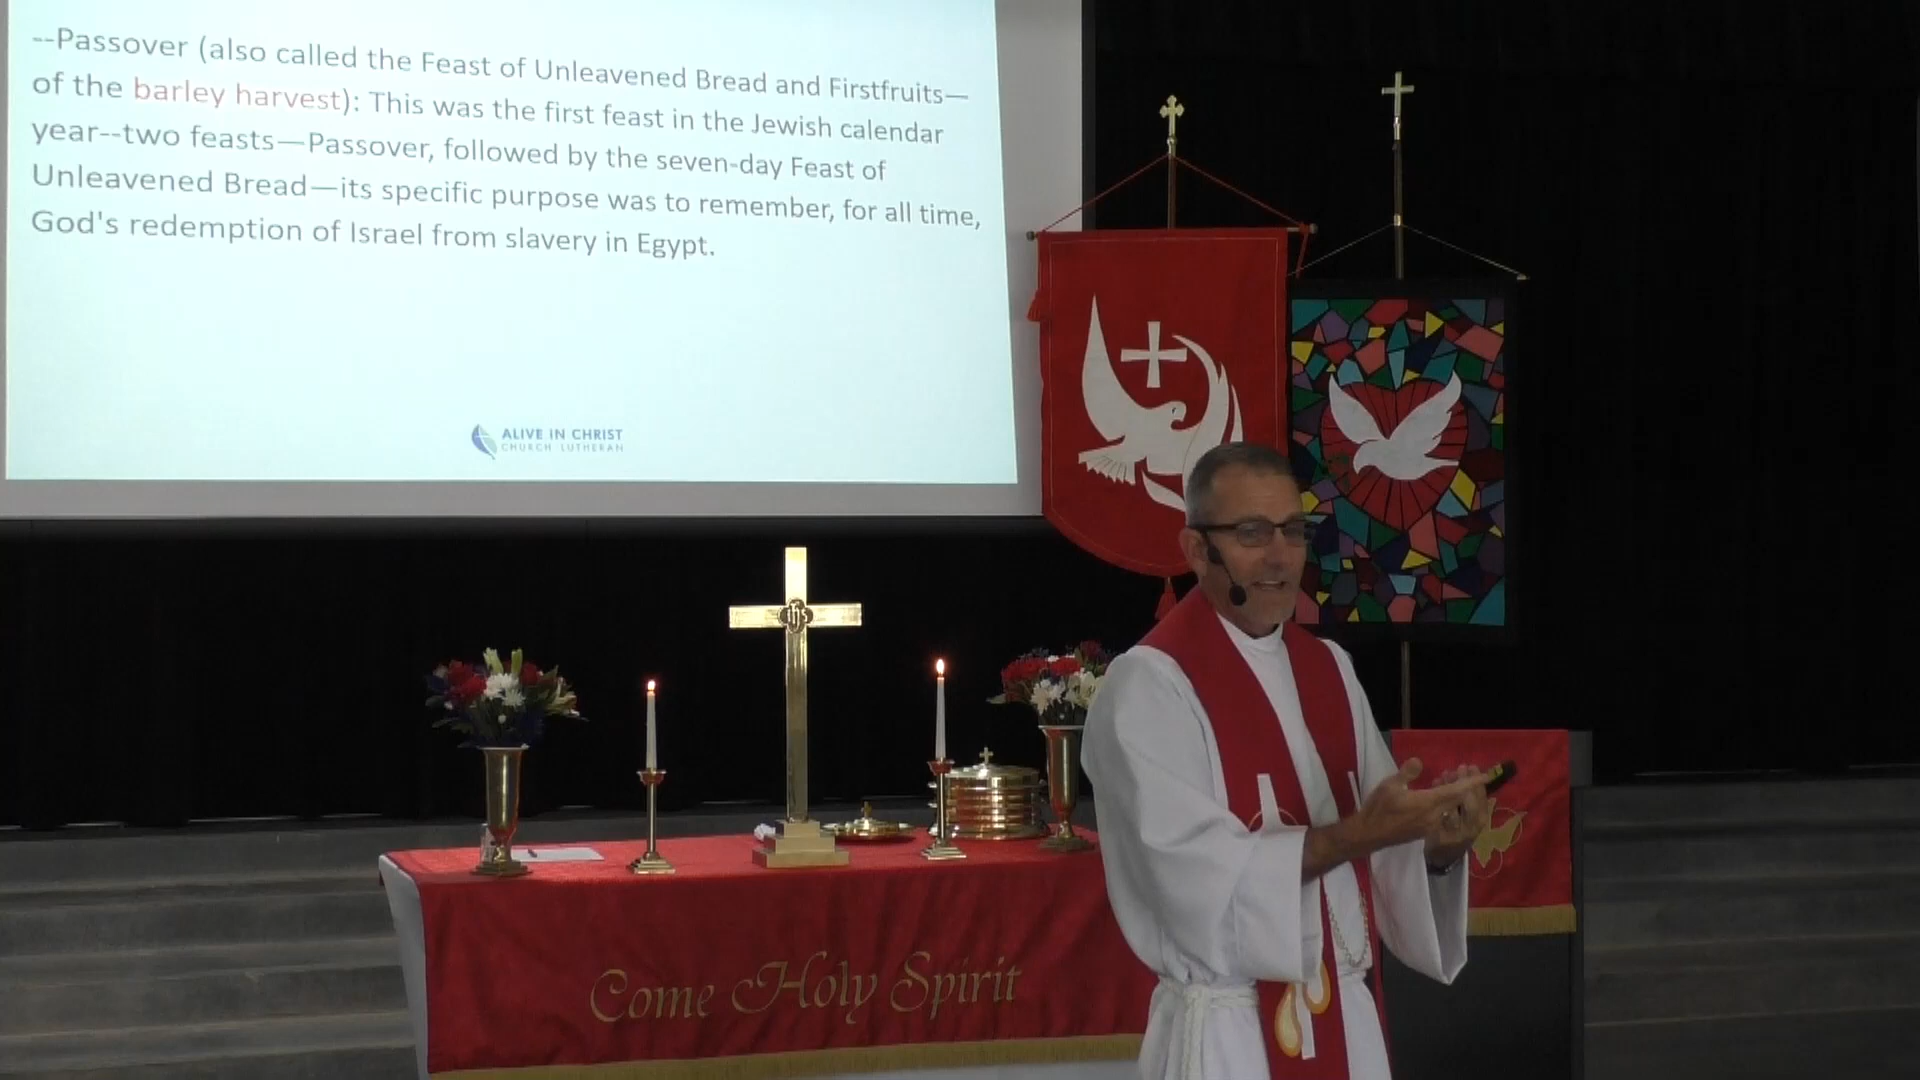 --Passover (also called the Feast of Unleavened Bread and Firstfruits—
of the barley harvest): This was the first feast in the Jewish calendar
year--two feasts—Passover, followed by the seven-day Feast of
Unleavened Bread—its specific purpose was to remember, for all time,
God's redemption of Israel from slavery in Egypt.
ALIVE IN CHRIST
CHURCH LUTHERAN
ihs
Come Holy Spirit